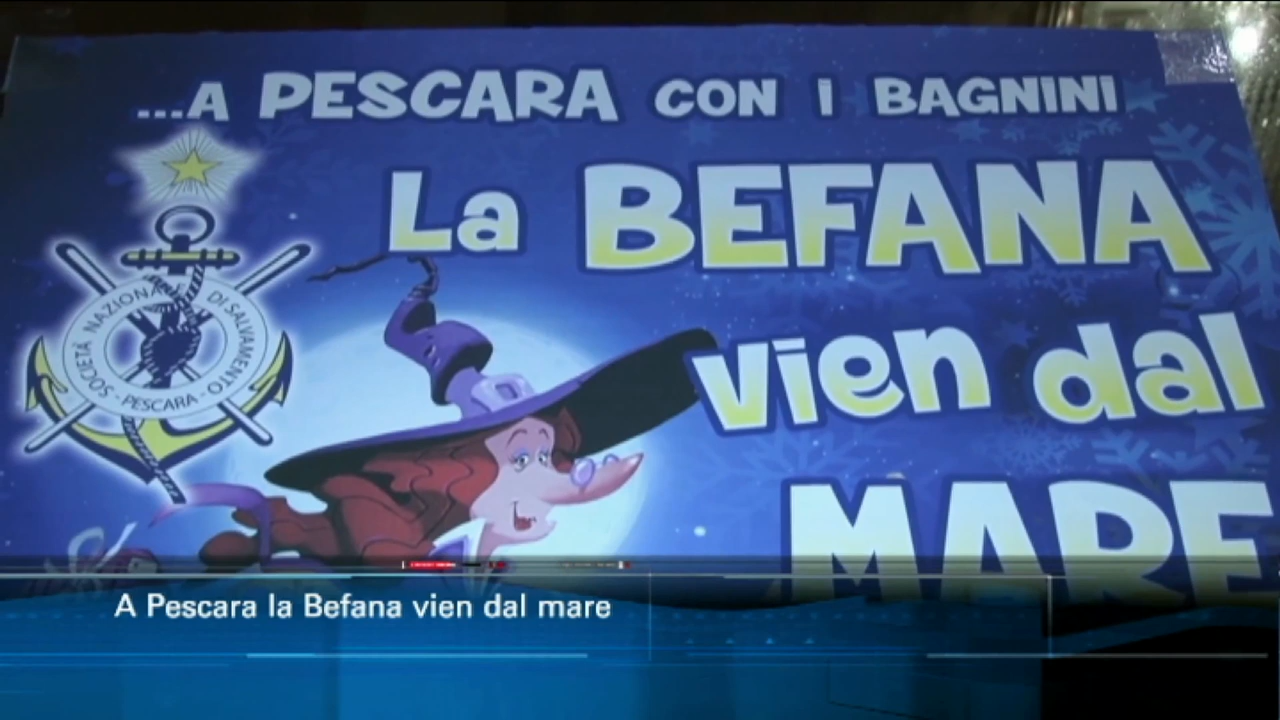 ...A PESCARA CON I BAGNINI
La BEFANA
vien dal
MARE
SOCIETÀ NAZIONALE DI SALVAMENTO
- PESCARA -
A Pescara la Befana vien dal mare